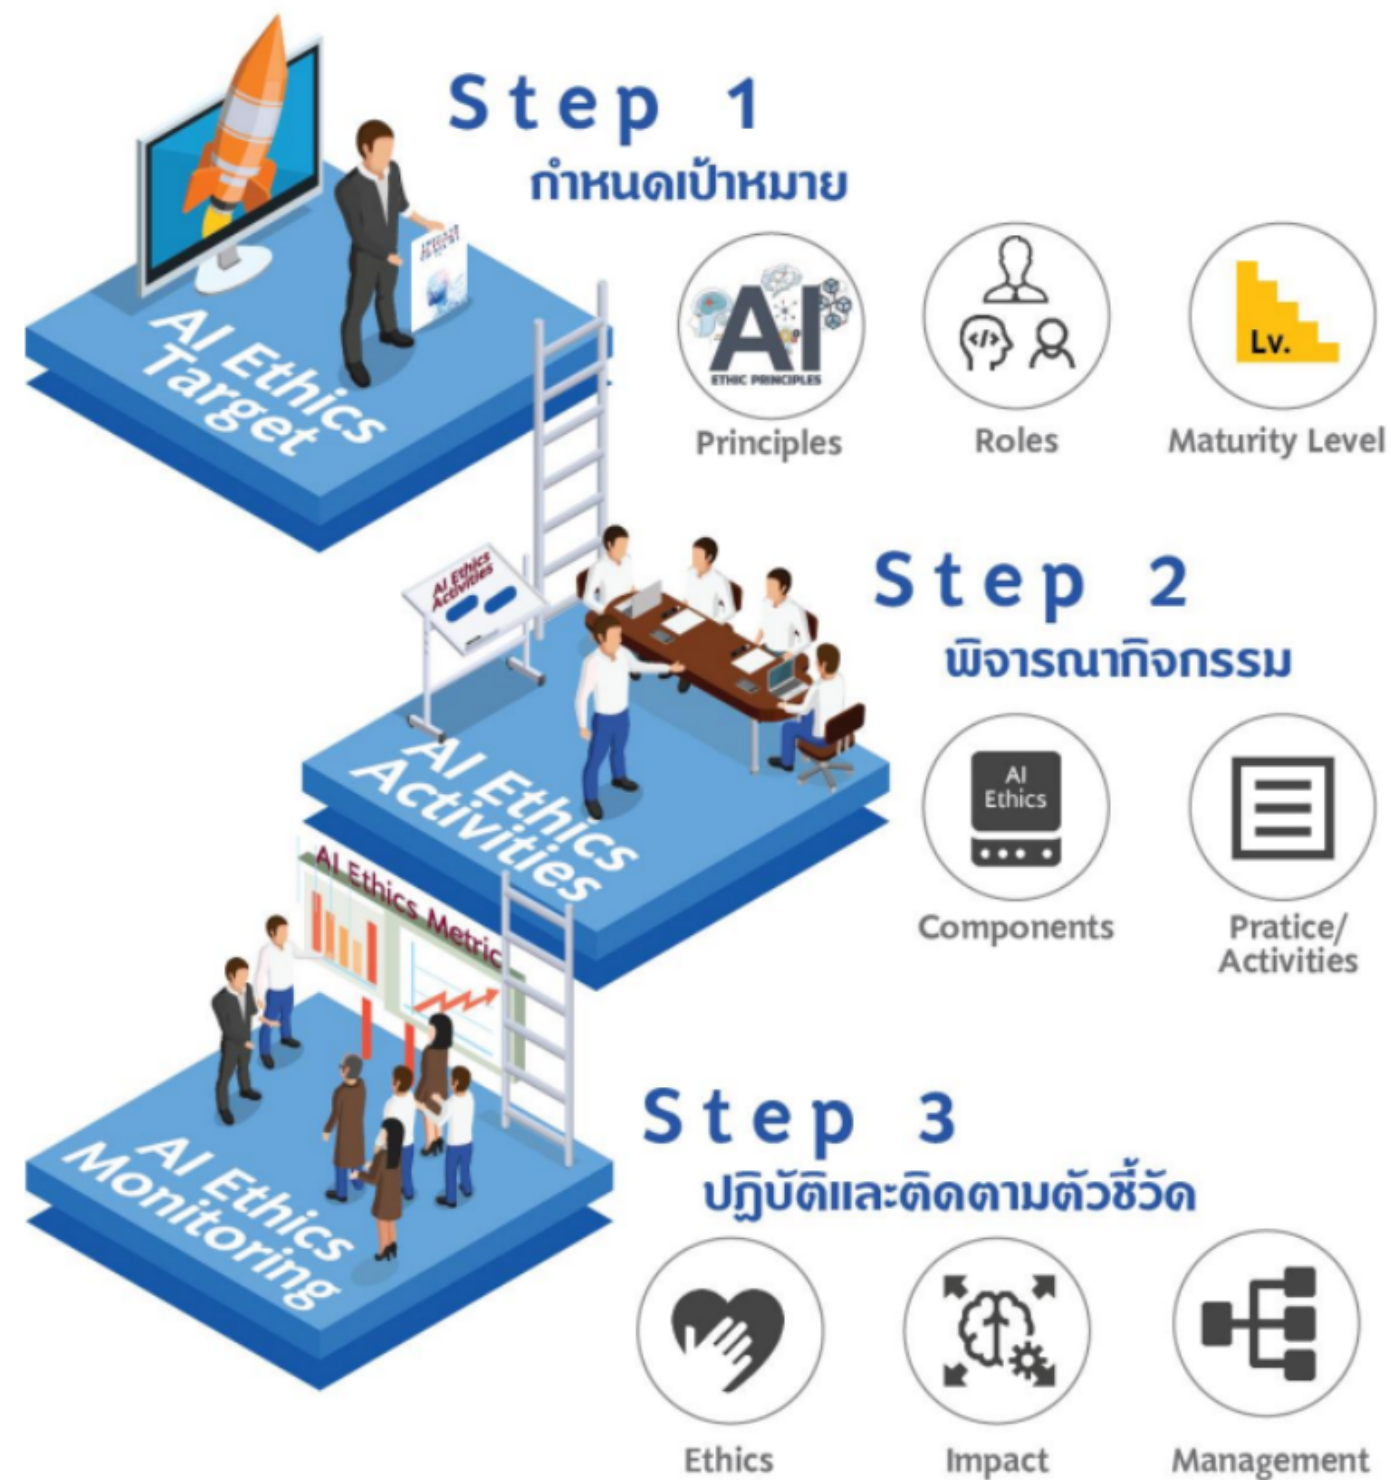 Step 1
กำหนดเป้าหมาย
AI Ethics
Target
AI
ETHIC PRINCIPLES
</>
Lv.
Principles
Roles
Maturity Level
Step 2
พิจารณากิจกรรม
AI Ethics
Activities
AI Ethics
Activities
AI
Ethics
Components
Pratice/
Activities
Step 3
ปฏิบัติและติดตามตัวชี้วัด
AI Ethics Metric
AI Ethics
Monitoring
Ethics
Impact
Management